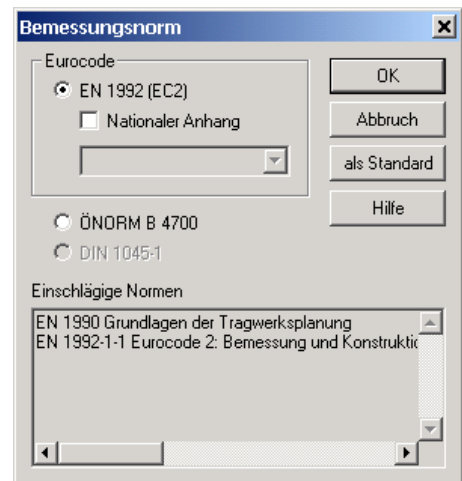 Bemessungsnorm
Eurocode
EN 1992 (EC2)
Nationaler Anhang
OK
Abbruch
als Standard
Hilfe
ÖNORM B 4700
DIN 1045-1
Einschlägige Normen
EN 1990 Grundlagen der Tragwerksplanung
EN 1992-1-1 Eurocode 2: Bemessung und